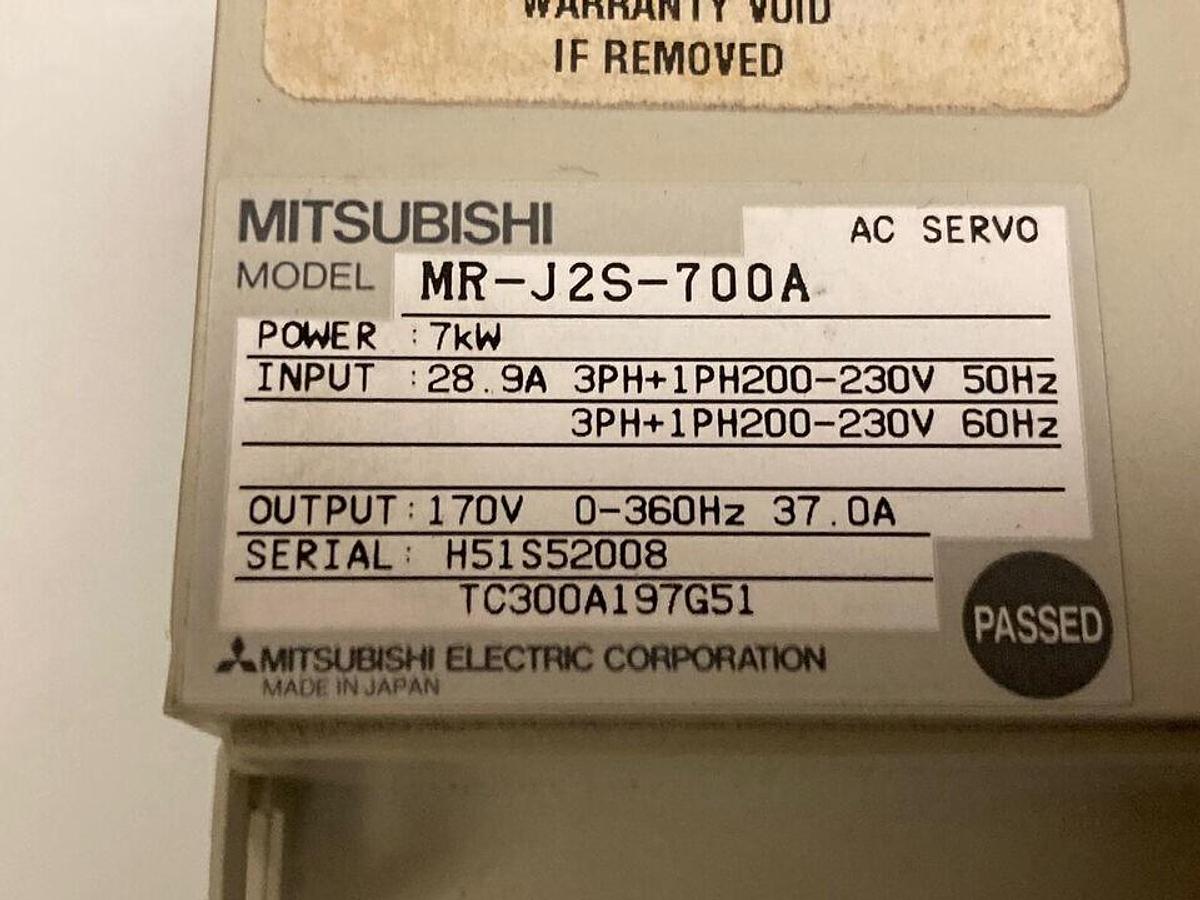 WARRANTY VOID
IF REMOVED
MITSUBISHI
AC SERVO
MODEL MR-J2S-700A
POWER : 7kW
INPUT : 28.9A 3PH+1PH200-230V 50Hz
3PH+1PH200-230V 60Hz
OUTPUT : 170V 0-360Hz 37.0A
SERIAL : H51S52008
TC300A197G51
PASSED
MITSUBISHI ELECTRIC CORPORATION
MADE IN JAPAN